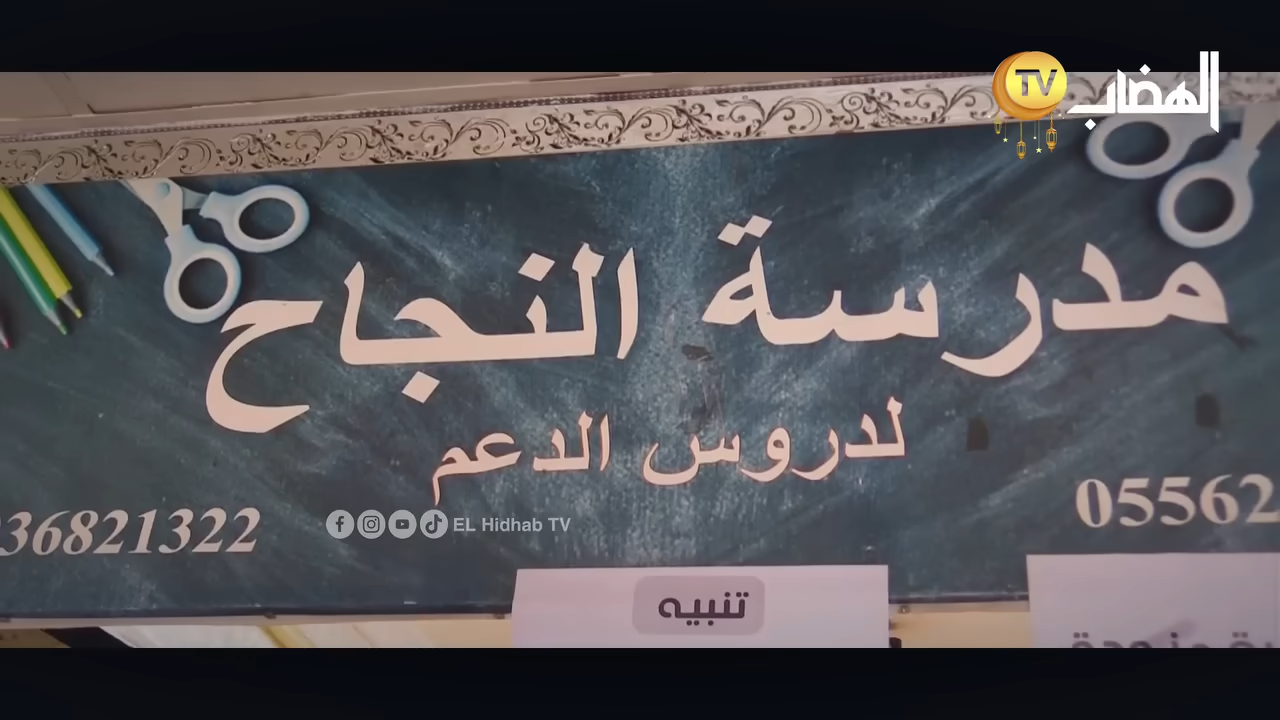 الهضاب
TV
مدرسة النجاح
لدروس الدعم
36821322
05562
EL Hidhab TV
تنبيه